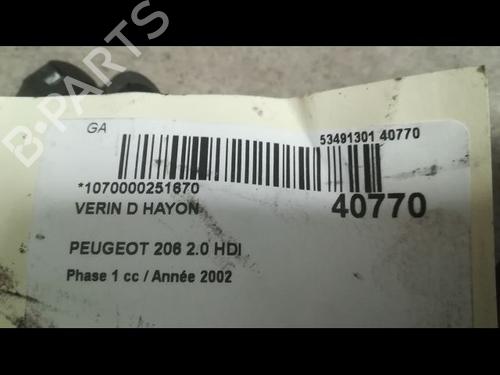 B-PARTS
GA
53491301 40770
*1070000251670
VERIN D HAYON
40770
PEUGEOT 206 2.0 HDI
Phase 1 cc / Année 2002